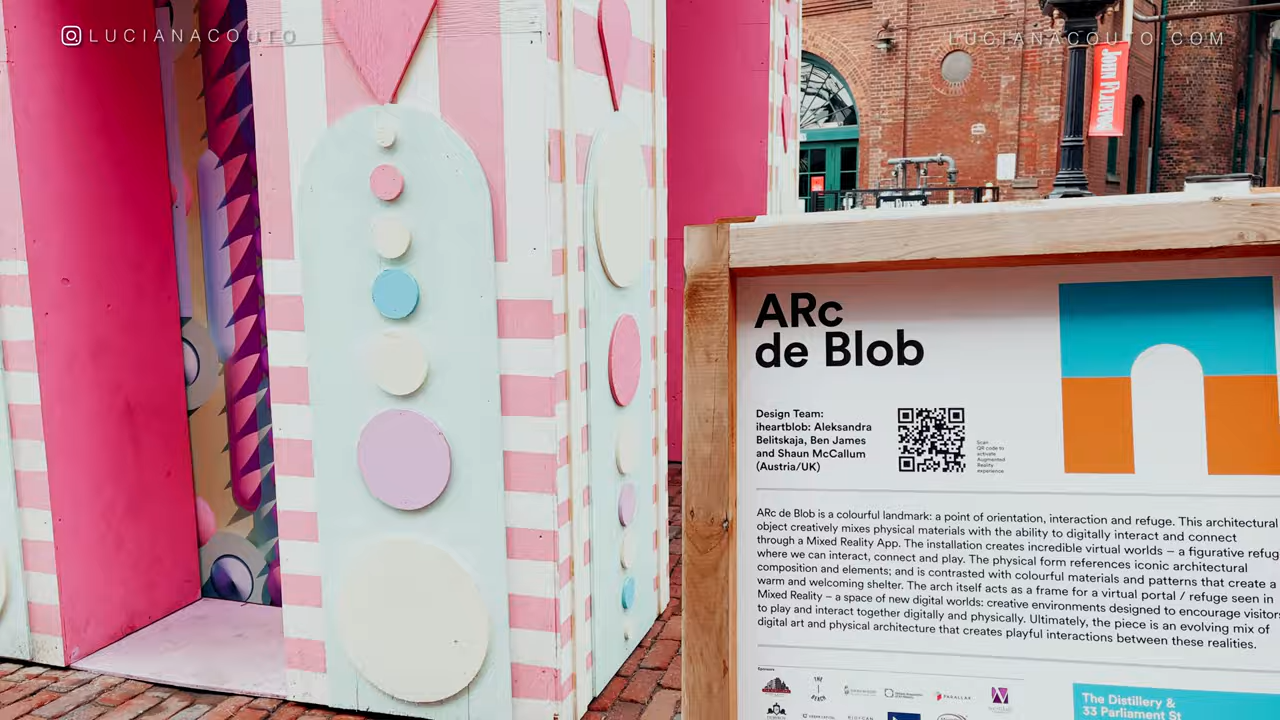 LUCIANACOUTO
LUCIANACOUTO.COM
JOHN FLUEVOG
ARc
de Blob
Design Team:
iheartblob: Aleksandra
Belitskaja, Ben James
and Shaun McCallum
(Austria/UK)
Scan
QR code to
activate
Augmented
Reality
experience
ARc de Blob is a colourful landmark: a point of orientation, interaction and refuge. This architectural
object creatively mixes physical materials with the ability to digitally interact and connect
through a Mixed Reality App. The installation creates incredible virtual worlds – a figurative refug
where we can interact, connect and play. The physical form references iconic architectural
composition and elements; and is contrasted with colourful materials and patterns that create a
warm and welcoming shelter. The arch itself acts as a frame for a virtual portal / refuge seen in
Mixed Reality – a space of new digital worlds: creative environments designed to encourage visitors
to play and interact together digitally and physically. Ultimately, the piece is an evolving mix of
digital art and physical architecture that creates playful interactions between these realities.
Sponsors
PARALLAX
The Distillery &
33 Parliament St